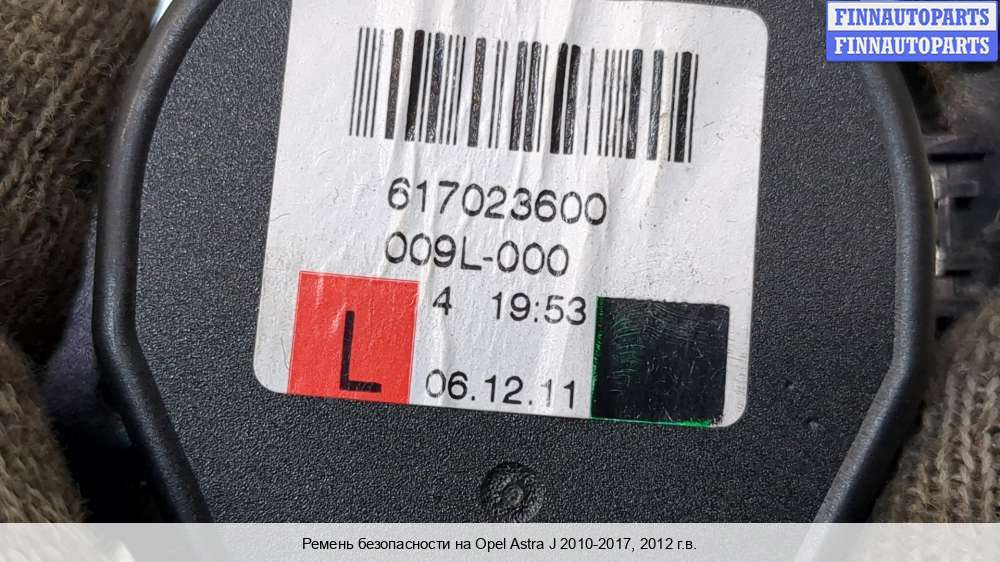 FINNAUTOPARTS
FINNAUTOPARTS
617023600
009L-000
4 19:53
L
06.12.11
Ремень безопасности на Opel Astra J 2010-2017, 2012 г.в.